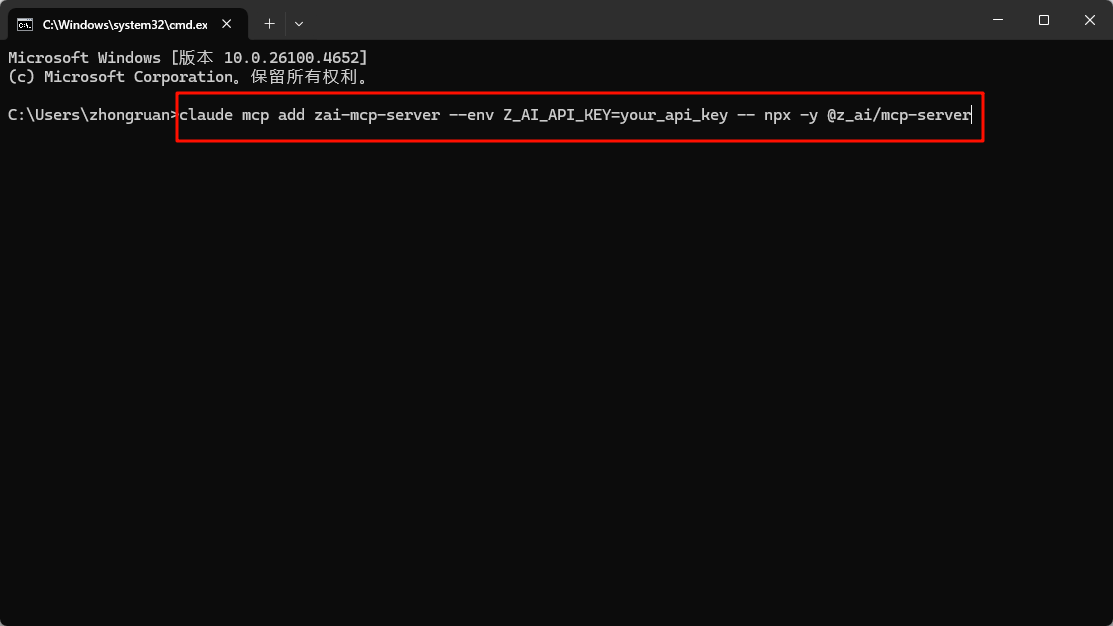 C:\Windows\system32\cmd.ex
Microsoft Windows [版本 10.0.26100.4652]
(c) Microsoft Corporation。保留所有权利。
C:\Users\zhongruan>claude mcp add zai-mcp-server --env Z_AI_API_KEY=your_api_key -- npx -y @z_ai/mcp-server